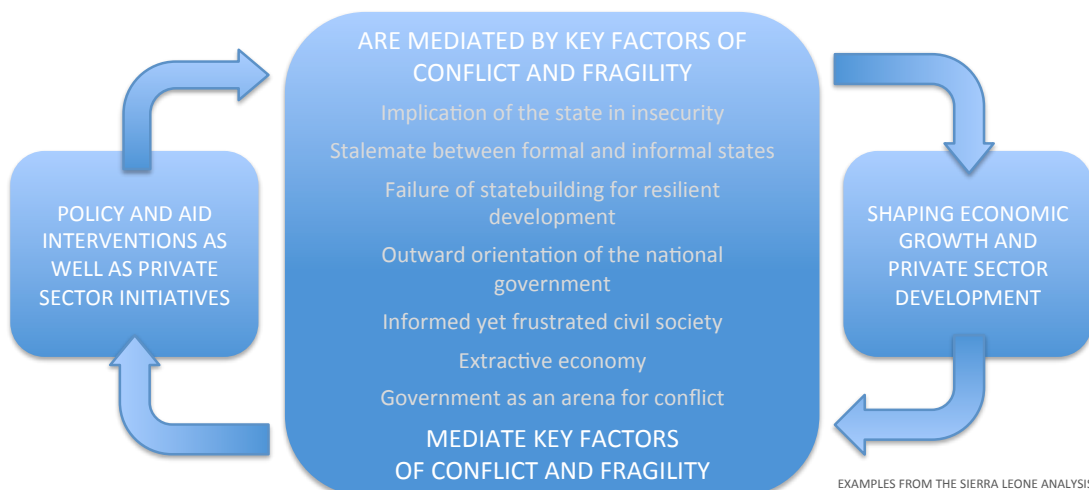 ARE MEDIATED BY KEY FACTORS OF
CONFLICT AND FRAGILITY
Implication of the state in insecurity
Stalemate between formal and informal states
Failure of statebuilding for resilient
development
Outward orientation of the national
government
Informed yet frustrated civil society
Extractive economy
Government as an arena for conflict
MEDIATE KEY FACTORS
OF CONFLICT AND FRAGILITY
POLICY AND AID
INTERVENTIONS AS
WELL AS PRIVATE
SECTOR INITIATIVES
SHAPING ECONOMIC
GROWTH AND
PRIVATE SECTOR
DEVELOPMENT
EXAMPLES FROM THE SIERRA LEONE ANALYSIS